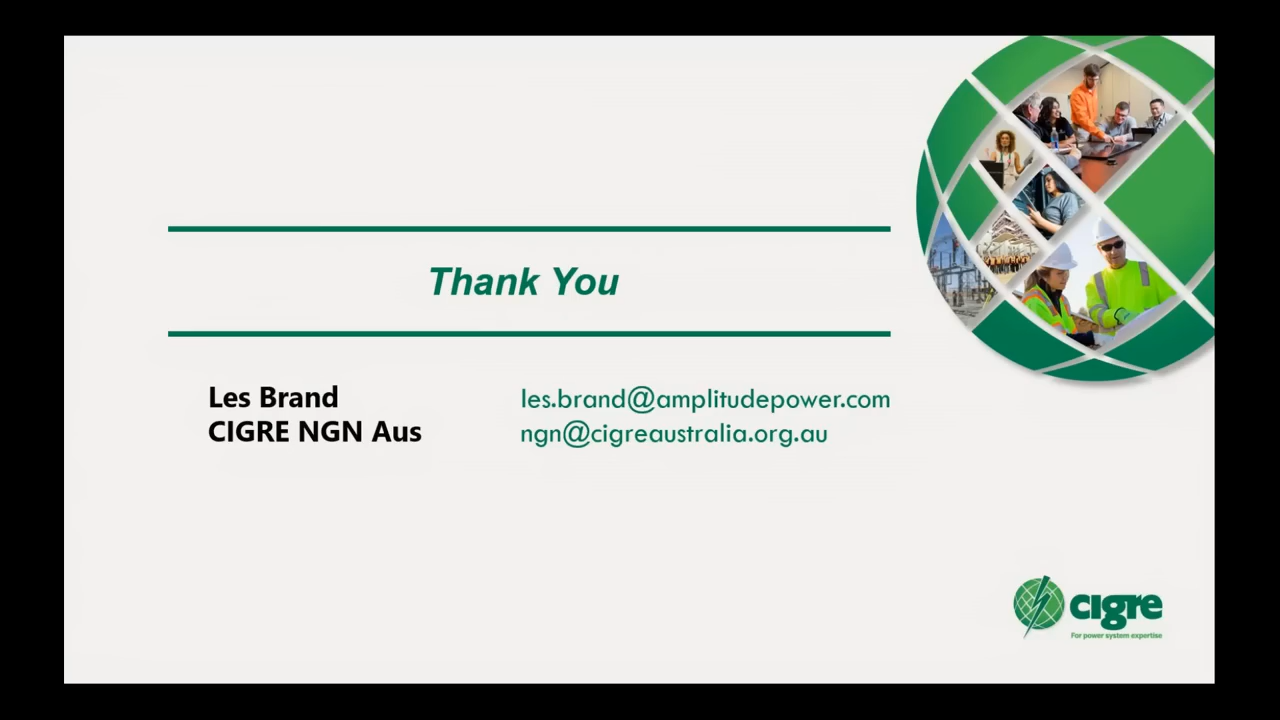 Thank You
Les Brand les.brand@amplitudepower.com
CIGRE NGN Aus ngn@cigreaustralia.org.au
cigre
For power system expertise